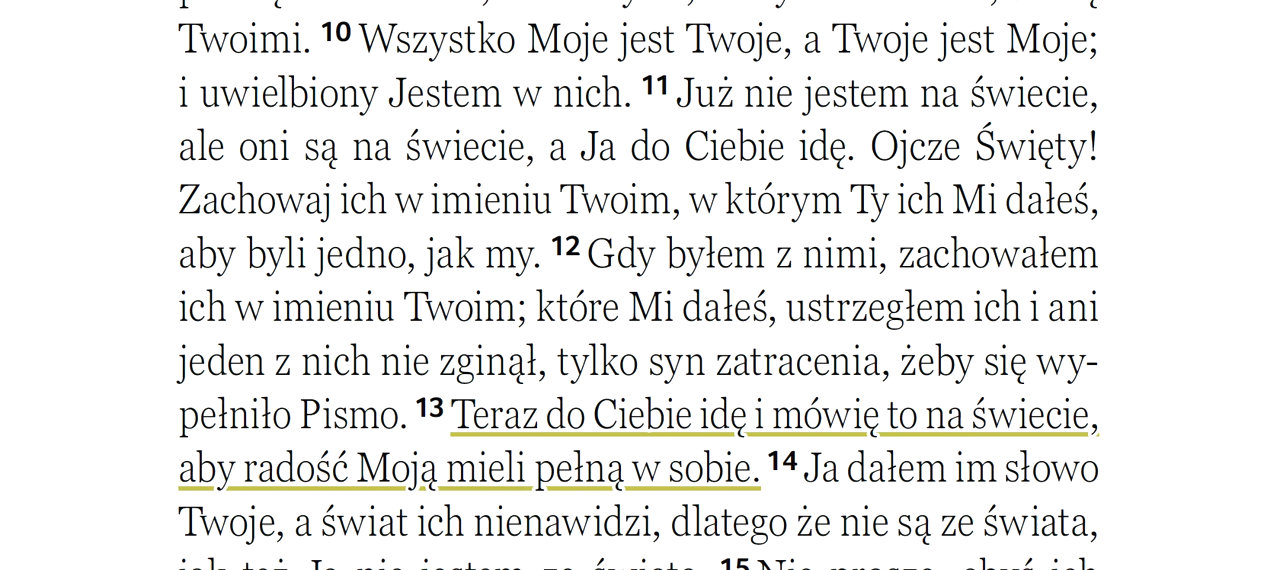 Twoimi. 10 Wszystko Moje jest Twoje, a Twoje jest Moje;
i uwielbiony Jestem w nich. 11 Już nie jestem na świecie,
ale oni są na świecie, a Ja do Ciebie idę. Ojcze Święty!
Zachowaj ich w imieniu Twoim, w którym Ty ich Mi dałeś,
aby byli jedno, jak my. 12 Gdy byłem z nimi, zachowałem
ich w imieniu Twoim; które Mi dałeś, ustrzegłem ich i ani
jeden z nich nie zginął, tylko syn zatracenia, żeby się wy-
pełniło Pismo. 13 Teraz do Ciebie idę i mówię to na świecie,
aby radość Moją mieli pełną w sobie. 14 Ja dałem im słowo
Twoje, a świat ich nienawidzi, dlatego że nie są ze świata,
15